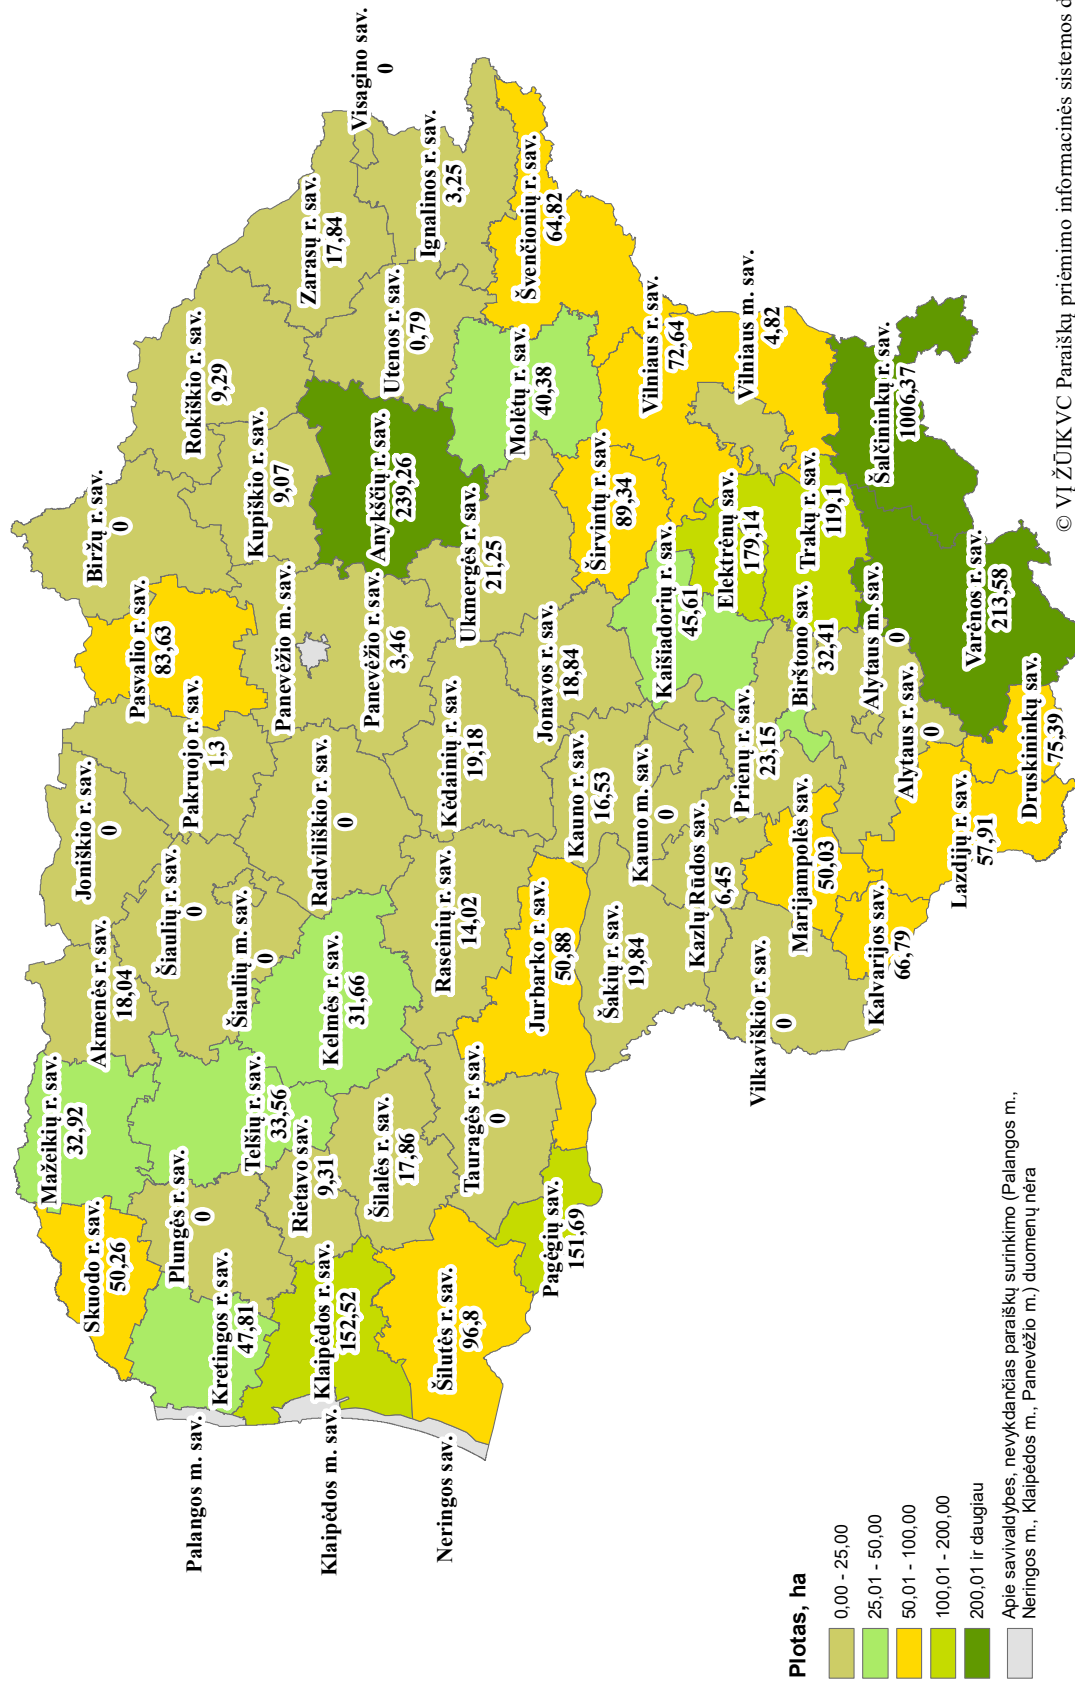 Skuodo r. sav.
50,26
Mažeikių r. sav.
32,92
Akmenės r. sav.
18,04
Joniškio r. sav.
0
Pasvalio r. sav.
83,63
Biržų r. sav.
0
Rokiškio r. sav.
9,29
Palangos m. sav.
Kretingos r. sav.
47,81
Plungės r. sav.
0
Telšių r. sav.
33,56
Šiaulių r. sav.
0
Šiaulių m. sav.
0
Pakruojo r. sav.
1,3
Panevėžio m. sav.
Kupiškio r. sav.
9,07
Zarasų r. sav.
17,84
Visagino sav.
0
Klaipėdos m. sav.
Klaipėdos r. sav.
152,52
Rietavo sav.
9,31
Kelmės r. sav.
31,66
Radviliškio r. sav.
0
Panevėžio r. sav.
3,46
Anykščių r. sav.
239,26
Utenos r. sav.
0,79
Ignalinos r. sav.
3,25
Neringos sav.
Šilutės r. sav.
96,8
Šilalės r. sav.
17,86
Tauragės r. sav.
0
Raseinių r. sav.
14,02
Kėdainių r. sav.
19,18
Ukmergės r. sav.
21,25
Molėtų r. sav.
40,38
Švenčionių r. sav.
64,82
Pagėgių sav.
151,69
Jurbarko r. sav.
50,88
Kauno r. sav.
16,53
Jonavos r. sav.
18,84
Širvintų r. sav.
89,34
Vilniaus r. sav.
72,64
Šakių r. sav.
19,84
Kauno m. sav.
0
Kaišiadorių r. sav.
45,61
Elektrėnų sav.
179,14
Vilniaus m. sav.
4,82
Kazlų Rūdos sav.
6,45
Prienų r. sav.
23,15
Birštono sav.
32,41
Trakų r. sav.
119,1
Vilkaviškio r. sav.
0
Marijampolės sav.
50,03
Alytaus m. sav.
0
Šalčininkų r. sav.
1006,37
Kalvarijos sav.
66,79
Alytaus r. sav.
0
Varėnos r. sav.
213,58
Lazdijų r. sav.
57,91
Druskininkų sav.
75,39
Plotas, ha
0,00 - 25,00
25,01 - 50,00
50,01 - 100,00
100,01 - 200,00
200,01 ir daugiau
Apie savivaldybes, nevykdančias paraiškų surinkimo (Palangos m.,
Neringos m., Klaipėdos m., Panevėžio m.) duomenų nėra
© VĮ ŽŪIKVC Paraiškų priėmimo informacinės sistemos d